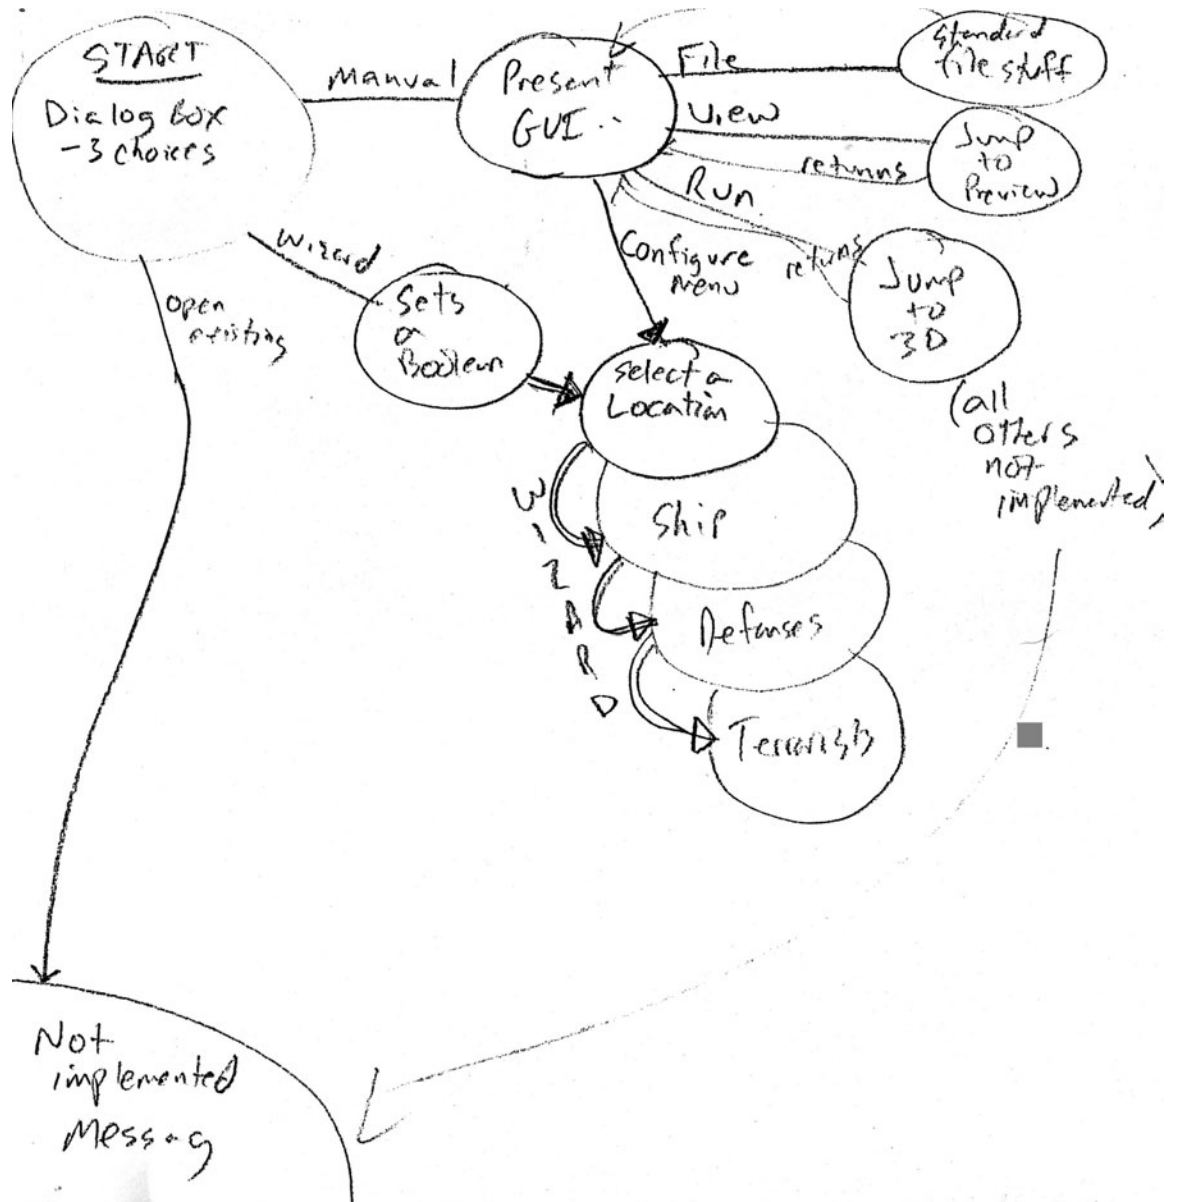 START
Dialog Box
- 3 choices
Manual
Present
GUI..
File
Standard
file stuff
View
Jump
to
Preview
returns
Run
returns
Jump
to
3D
(all
others
not
implemented)
Configure
Menu
Wizard
Sets
a
Boolean
open
existing
select a
Location
Ship
Defenses
Terrorists
WIZARD
Not
implemented
Messag